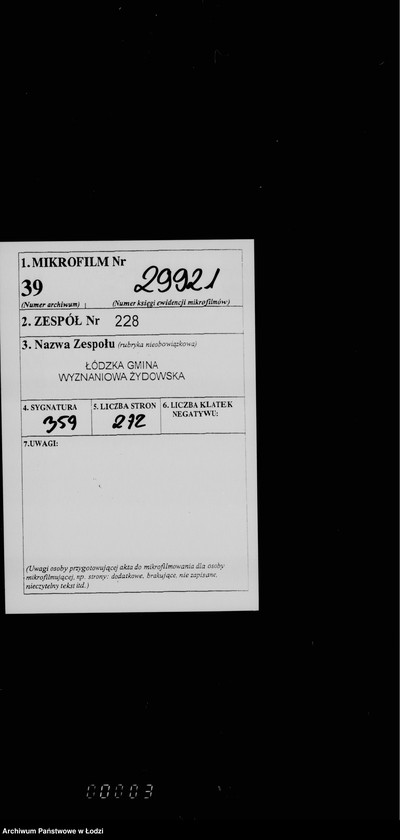 1. MIKROFILM Nr
39 29921
(Numer archiwum) (Numer księgi ewidencji mikrofilmów)
2. ZESPÓŁ Nr 228
3. Nazwa Zespołu (rubryka nieobowiązkowa)
ŁÓDZKA GMINA
WYZNANIOWA ŻYDOWSKA
4. SYGNATURA 5. LICZBA STRON 6. LICZBA KLATEK
NEGATYWU:
359 272
7.UWAGI:
(Uwagi osoby przygotowującej akta do mikrofilmowania dla osoby
mikrofilmującej, np. strony: dodatkowe, brakujące, nie zapisane,
nieczytelny tekst itd.)
00003
Archiwum Państwowe w Łodzi